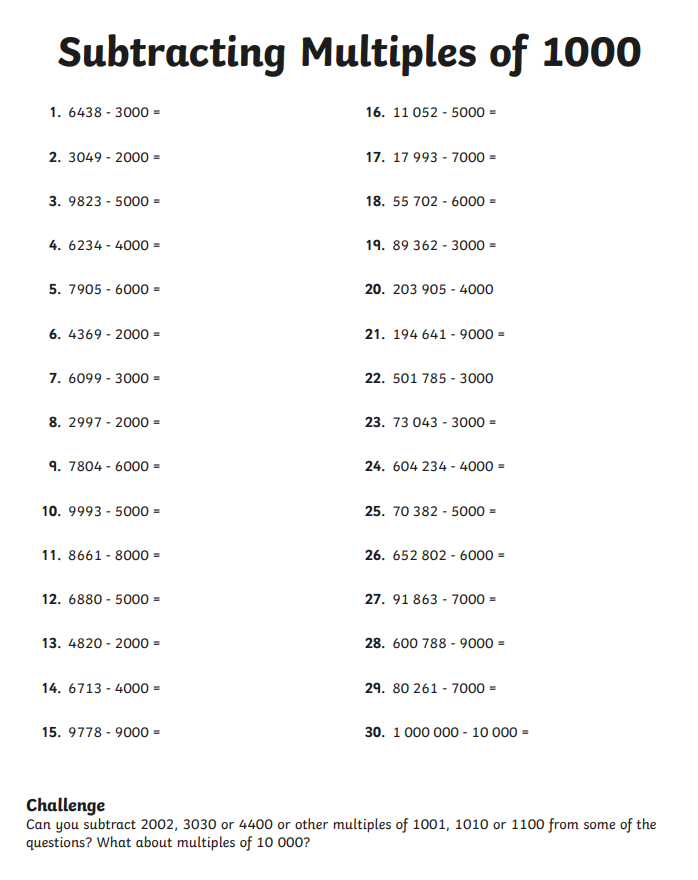 Subtracting Multiples of 1000
1. 6438 - 3000 =
2. 3049 - 2000 =
3. 9823 - 5000 =
4. 6234 - 4000 =
5. 7905 - 6000 =
6. 4369 - 2000 =
7. 6099 - 3000 =
8. 2997 - 2000 =
9. 7804 - 6000 =
10. 9993 - 5000 =
11. 8661 - 8000 =
12. 6880 - 5000 =
13. 4820 - 2000 =
14. 6713 - 4000 =
15. 9778 - 9000 =
16. 11 052 - 5000 =
17. 17 993 - 7000 =
18. 55 702 - 6000 =
19. 89 362 - 3000 =
20. 203 905 - 4000
21. 194 641 - 9000 =
22. 501 785 - 3000
23. 73 043 - 3000 =
24. 604 234 - 4000 =
25. 70 382 - 5000 =
26. 652 802 - 6000 =
27. 91 863 - 7000 =
28. 600 788 - 9000 =
29. 80 261 - 7000 =
30. 1 000 000 - 10 000 =
Challenge
Can you subtract 2002, 3030 or 4400 or other multiples of 1001, 1010 or 1100 from some of the
questions? What about multiples of 10 000?